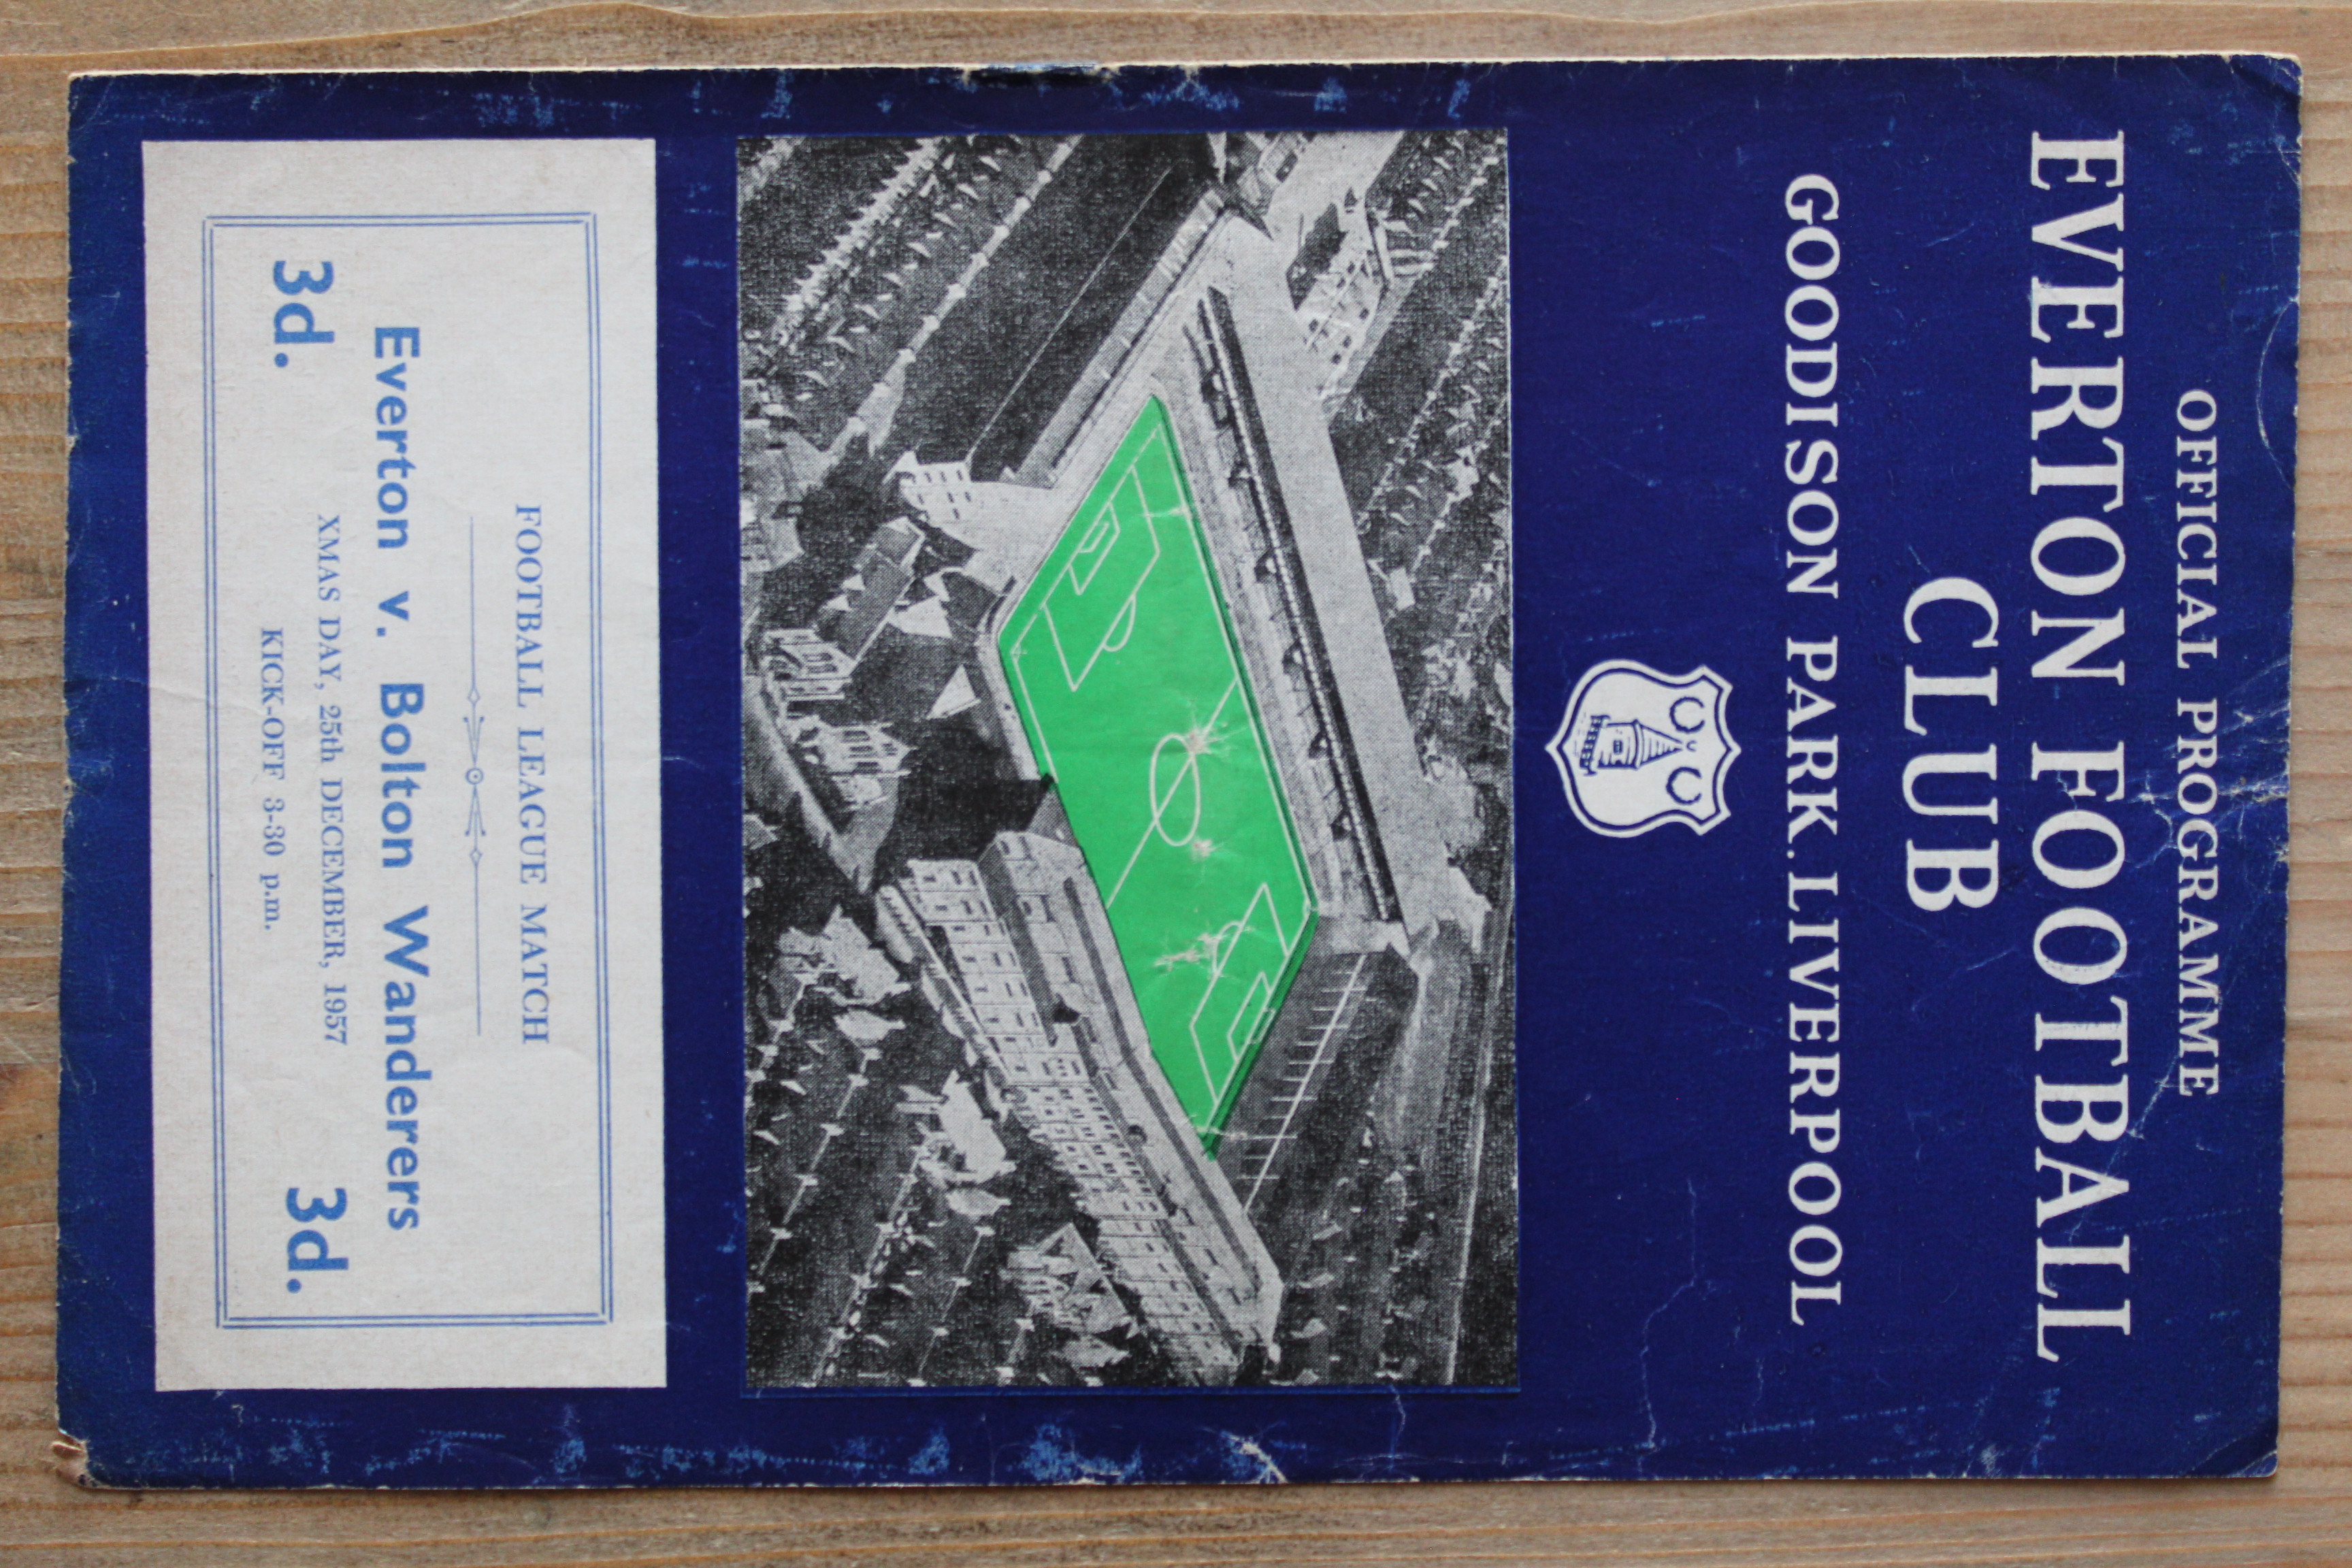 OFFICIAL PROGRAMME
EVERTON FOOTBALL
CLUB
GOODISON PARK. LIVERPOOL
FOOTBALL LEAGUE MATCH
Everton v. Bolton Wanderers
XMAS DAY, 25th DECEMBER, 1957
3d. KICK-OFF 3-30 p.m. 3d.